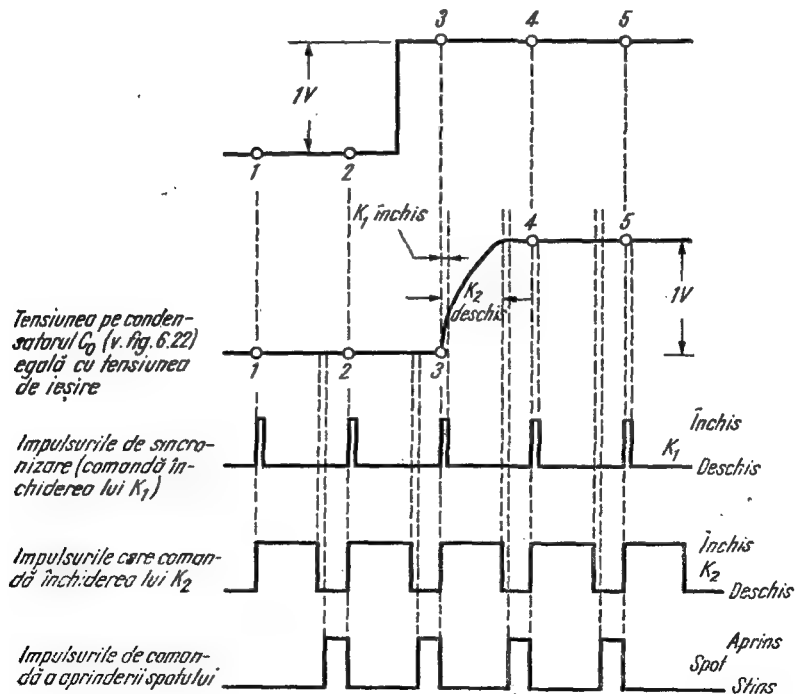 3 4 5
1V
1 2
K₁ închis
4 5
K₂
deschis
1V
Tensiunea pe conden-
satorul C₀ (v. fig. 6.22)
egală cu tensiunea
de ieșire
1 2 3
Impulsurile de sincro-
nizare (comandă în-
chiderea lui K₁)
Închis
K₁
Deschis
Impulsurile care coman-
dă închiderea lui K₂
Închis
K₂
Deschis
Impulsurile de coman-
dă a aprinderii spotului
Aprins
Spot
Stins